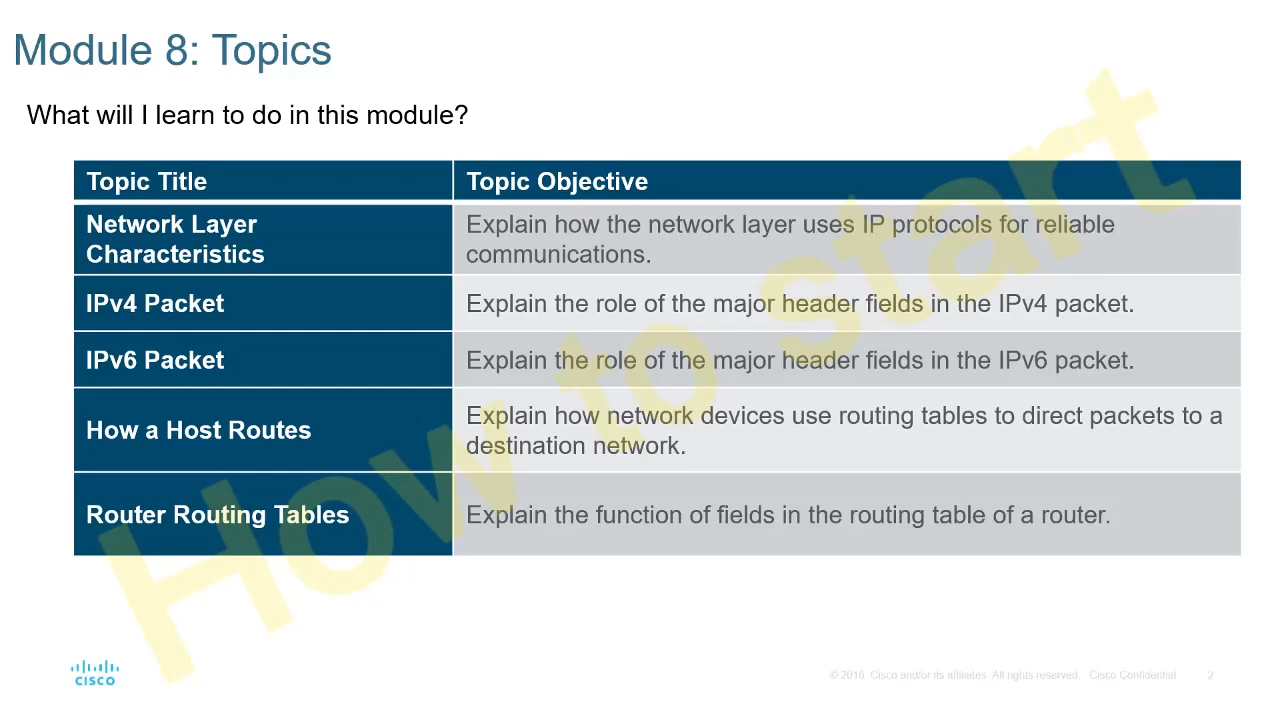 Module 8: Topics
What will I learn to do in this module?
Topic Title
Topic Objective
Network Layer
Characteristics
Explain how the network layer uses IP protocols for reliable
communications.
IPv4 Packet
Explain the role of the major header fields in the IPv4 packet.
IPv6 Packet
Explain the role of the major header fields in the IPv6 packet.
How a Host Routes
Explain how network devices use routing tables to direct packets to a
destination network.
Router Routing Tables
Explain the function of fields in the routing table of a router.
How to start
CISCO
© 2016 Cisco and/or its affiliates. All rights reserved. Cisco Confidential
2